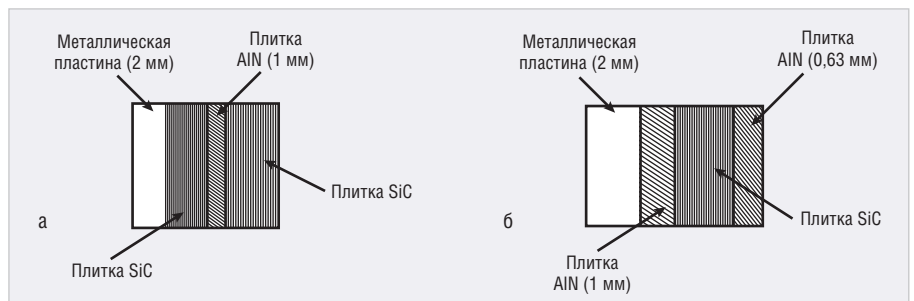 Металлическая
пластина (2 мм)
Плитка
AlN (1 мм)
Плитка SiC
Плитка SiC
а
Металлическая
пластина (2 мм)
Плитка
AlN (0,63 мм)
Плитка SiC
Плитка
AlN (1 мм)
б